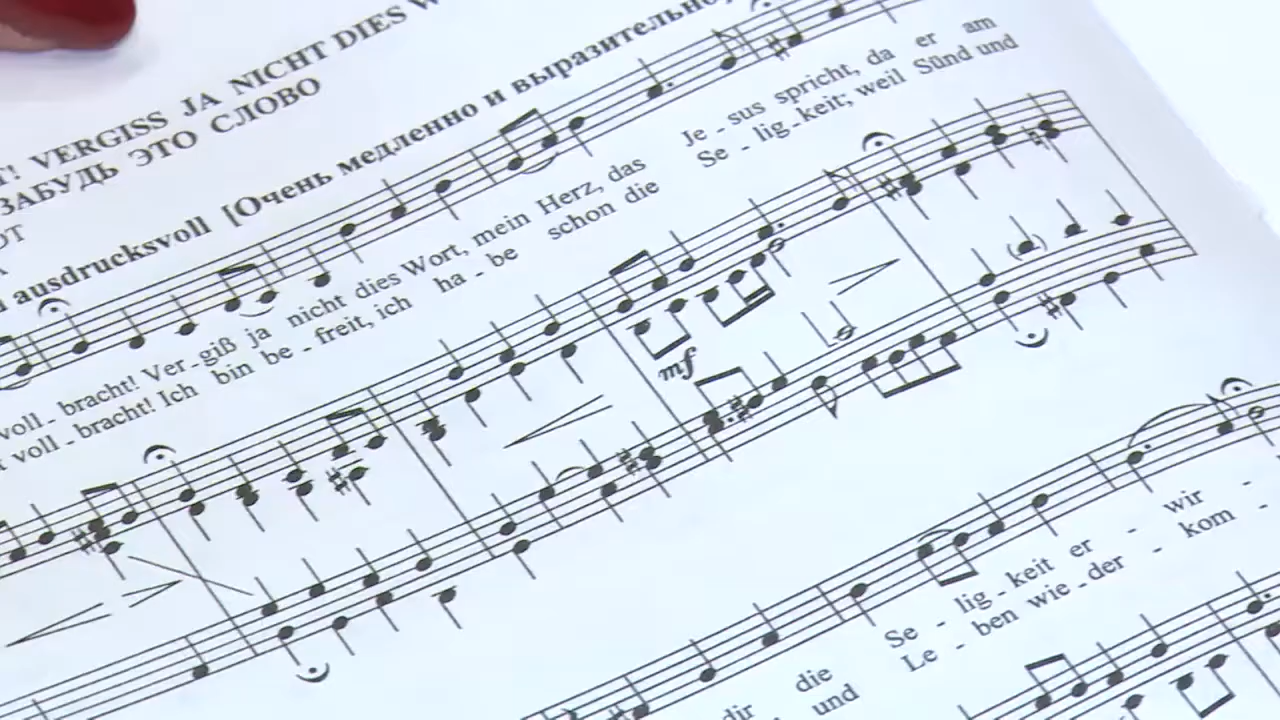 VERGISS JA NICHT DIES
ЗАБУДЬ ЭТО СЛОВО
ausdrucksvoll [Очень медленно и выразительно
voll - bracht! Ver - giß ja nicht dies Wort, mein Herz, das Je - sus spricht, da er am
voll - bracht! Ich bin be - freit, ich ha - be schon die Se - lig - keit; weil Sünd und
mf
die Se - lig - keit er - wir -
dir und Le - ben wie - der - kom -